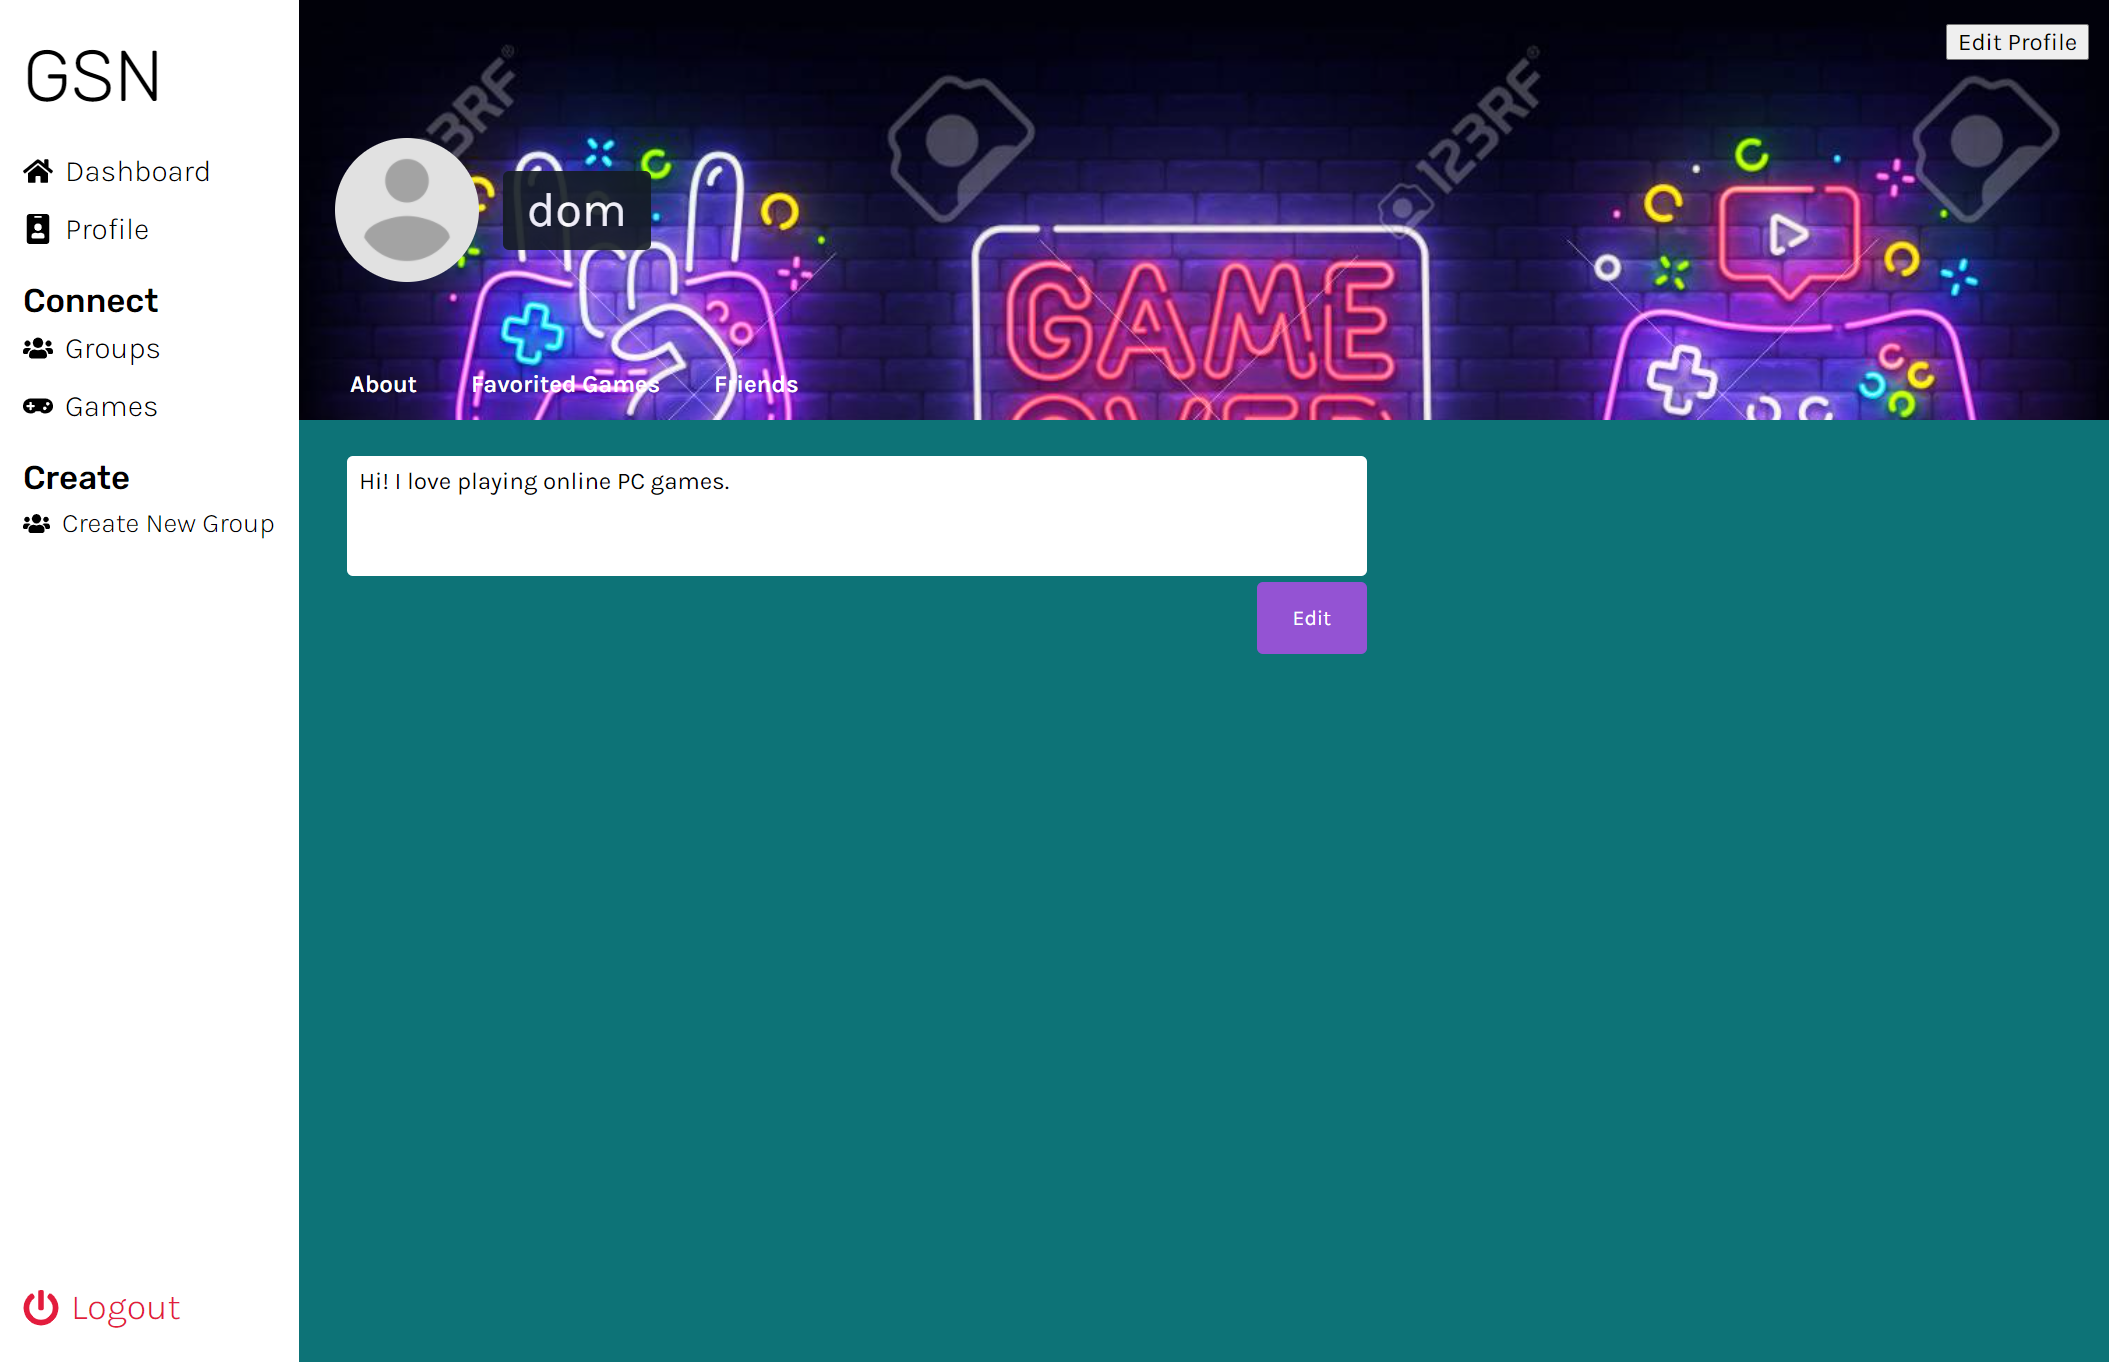 GSN
Dashboard
Profile
Connect
Groups
Games
Create
Create New Group
Logout
Edit Profile
3RF®
123RF®
dom
GAME
About
Favorited Games
Friends
Hi! I love playing online PC games.
Edit